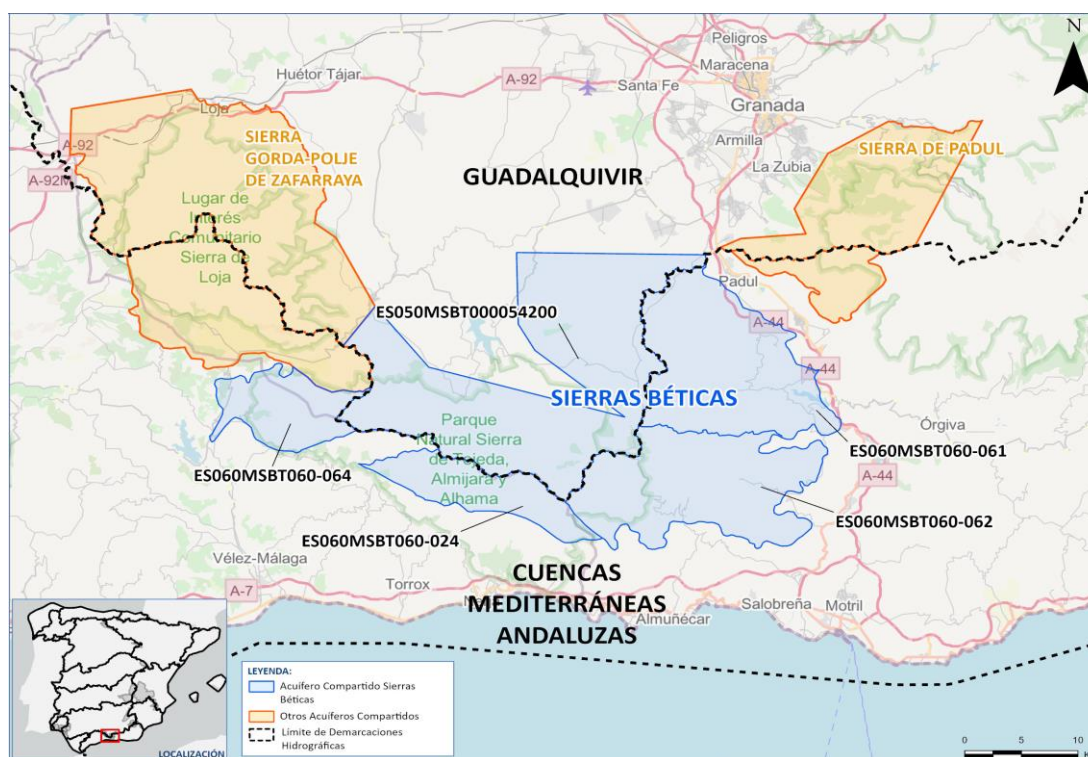 N
Peligros
Maracena
Huétor Tájar
A-92
Santa Fe
Granada
Loja
Armilla
A-92
SIERRA
GORDA-POLJE
DE ZAFARRAYA
La Zubia
SIERRA DE PADUL
A-92M
GUADALQUIVIR
Lugar de
Interés
Comunitario
Sierra de
Loja
Padul
ES050MSBT000054200
A-44
A-44
SIERRAS BÉTICAS
Parque
Natural Sierra
de Tejeda,
Almijara y
Alhama
Órgiva
ES060MSBT060-061
ES060MSBT060-064
A-44
ES060MSBT060-062
ES060MSBT060-024
Vélez-Málaga
CUENCAS
MEDITERRÁNEAS
ANDALUZAS
A-7
Torrox
Almuñécar
Salobreña
Motril
LEYENDA:
Acuífero Compartido Sierras
Béticas
Otros Acuíferos Compartidos
Límite de Demarcaciones
Hidrográficas
LOCALIZACIÓN
0
5
10